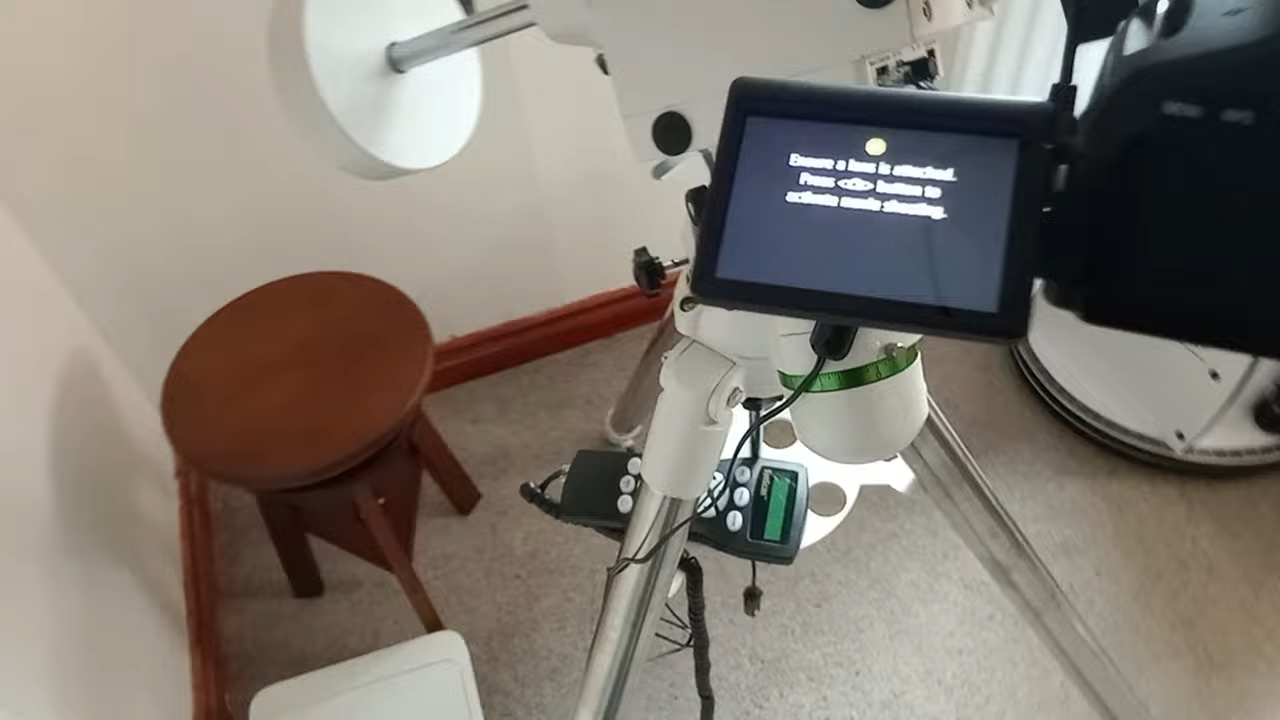 Ensure a lens is attached.
Press button to
activate movie shooting.